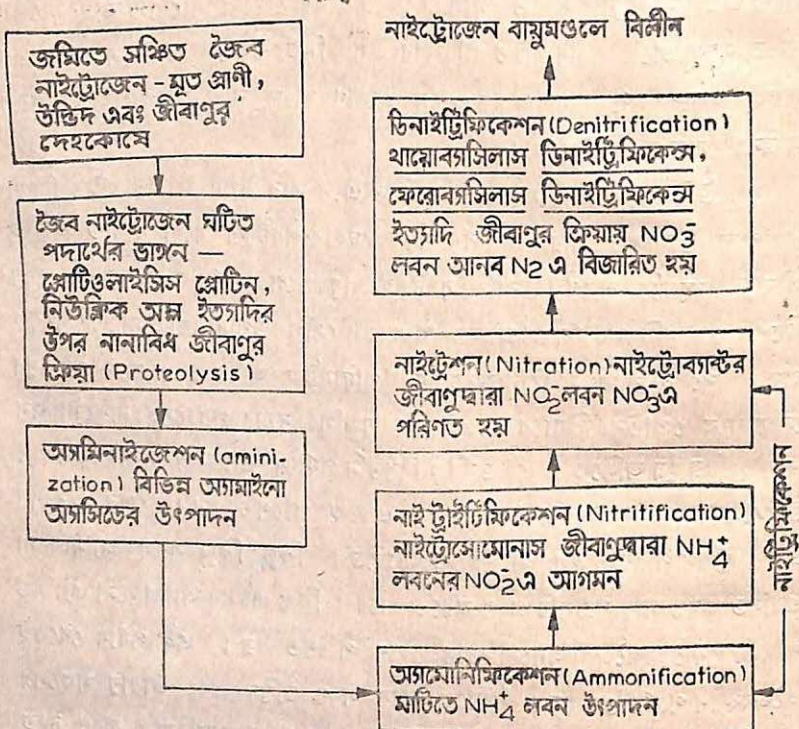 জমিতে সঞ্চিত জৈব
নাইট্রোজেন - মৃত প্রাণী,
উদ্ভিদ এবং জীবাণুর
দেহকোষে
জৈব নাইট্রোজেন ঘটিত
পদার্থের ভাঙ্গন —
প্রোটিওলাইসিস প্রোটিন,
নিউক্লিক অম্ল ইত্যাদির
উপর নানাবিধ জীবাণুর
ক্রিয়া (Proteolysis)
অ্যামিনাইজেশন (amini-
zation) বিভিন্ন অ্যামাইনো
অ্যাসিডের উৎপাদন
অ্যামোনিফিকেশন (Ammonification)
মাটিতে NH₄⁺ লবন উৎপাদন
নাইট্রাইটিফিকেশন (Nitritification)
নাইট্রোসোমোনাস জীবাণুদ্বারা NH₄⁺
লবনের NO₂⁻এ আগমন
নাইট্রেশন (Nitration) নাইট্রোব্যাক্টর
জীবাণুদ্বারা NO₂⁻লবন NO₃⁻এ
পরিণত হয়
নাইট্রিফিকেশন
ডিনাইট্রিফিকেশন (Denitrification)
থায়োব্যাসিলাস ডিনাইট্রিফিকেন্স,
ফেরোব্যাসিলাস ডিনাইট্রিফিকেন্স
ইত্যাদি জীবাণুর ক্রিয়ায় NO₃⁻
লবন আনব N2 এ বিজারিত হয়
নাইট্রোজেন বায়ুমণ্ডলে বিলীন